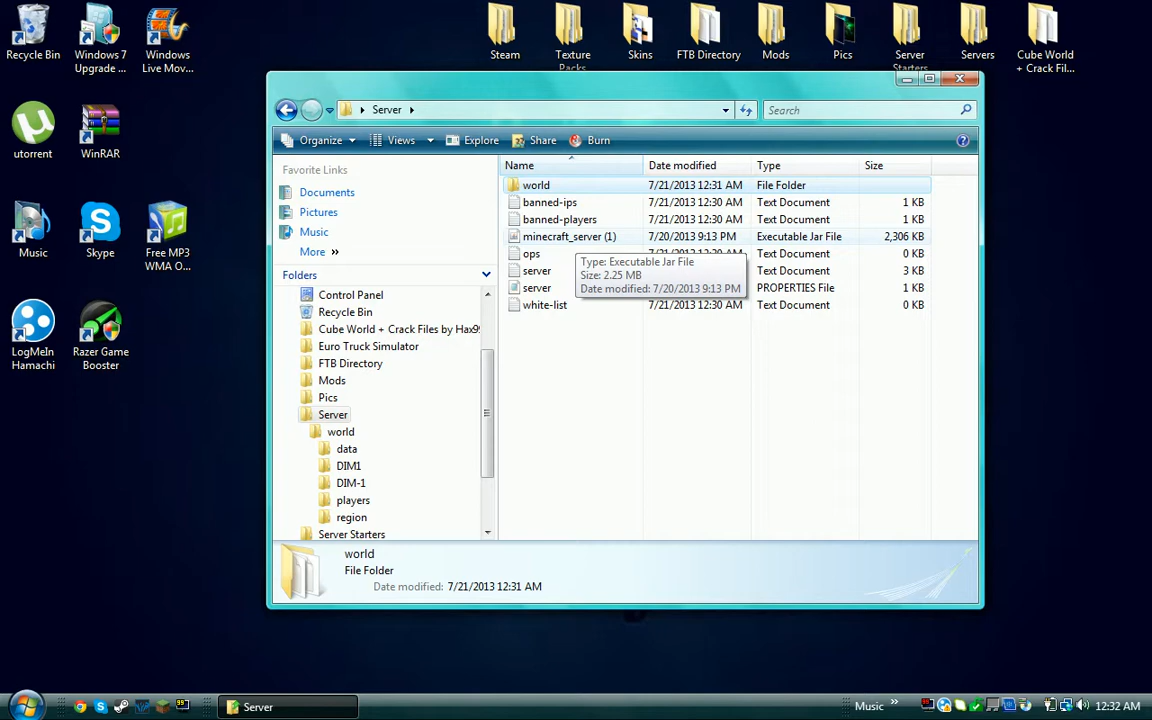 Recycle Bin
Windows 7
Upgrade ...
Windows
Live Mov...
Steam
Texture
Packs
Skins
FTB Directory
Mods
Pics
Server
Starters
Servers
Cube World
+ Crack Fil...
utorrent
WinRAR
Music
Skype
Free MP3
WMA O...
LogMeIn
Hamachi
Razer Game
Booster
Server
Search
Organize
Views
Explore
Share
Burn
Favorite Links
Documents
Pictures
Music
More »
Folders
Control Panel
Recycle Bin
Cube World + Crack Files by Hax99
Euro Truck Simulator
FTB Directory
Mods
Pics
Server
world
data
DIM1
DIM-1
players
region
Server Starters
Name Date modified Type Size
world 7/21/2013 12:31 AM File Folder
banned-ips 7/21/2013 12:30 AM Text Document 1 KB
banned-players 7/21/2013 12:30 AM Text Document 1 KB
minecraft_server (1) 7/20/2013 9:13 PM Executable Jar File 2,306 KB
ops 7/21/2013 12:30 AM Text Document 0 KB
server Text Document 3 KB
server PROPERTIES File 1 KB
white-list 7/21/2013 12:30 AM Text Document 0 KB
Type: Executable Jar File
Size: 2.25 MB
Date modified: 7/20/2013 9:13 PM
world
File Folder
Date modified: 7/21/2013 12:31 AM
Server
Music »
12:32 AM